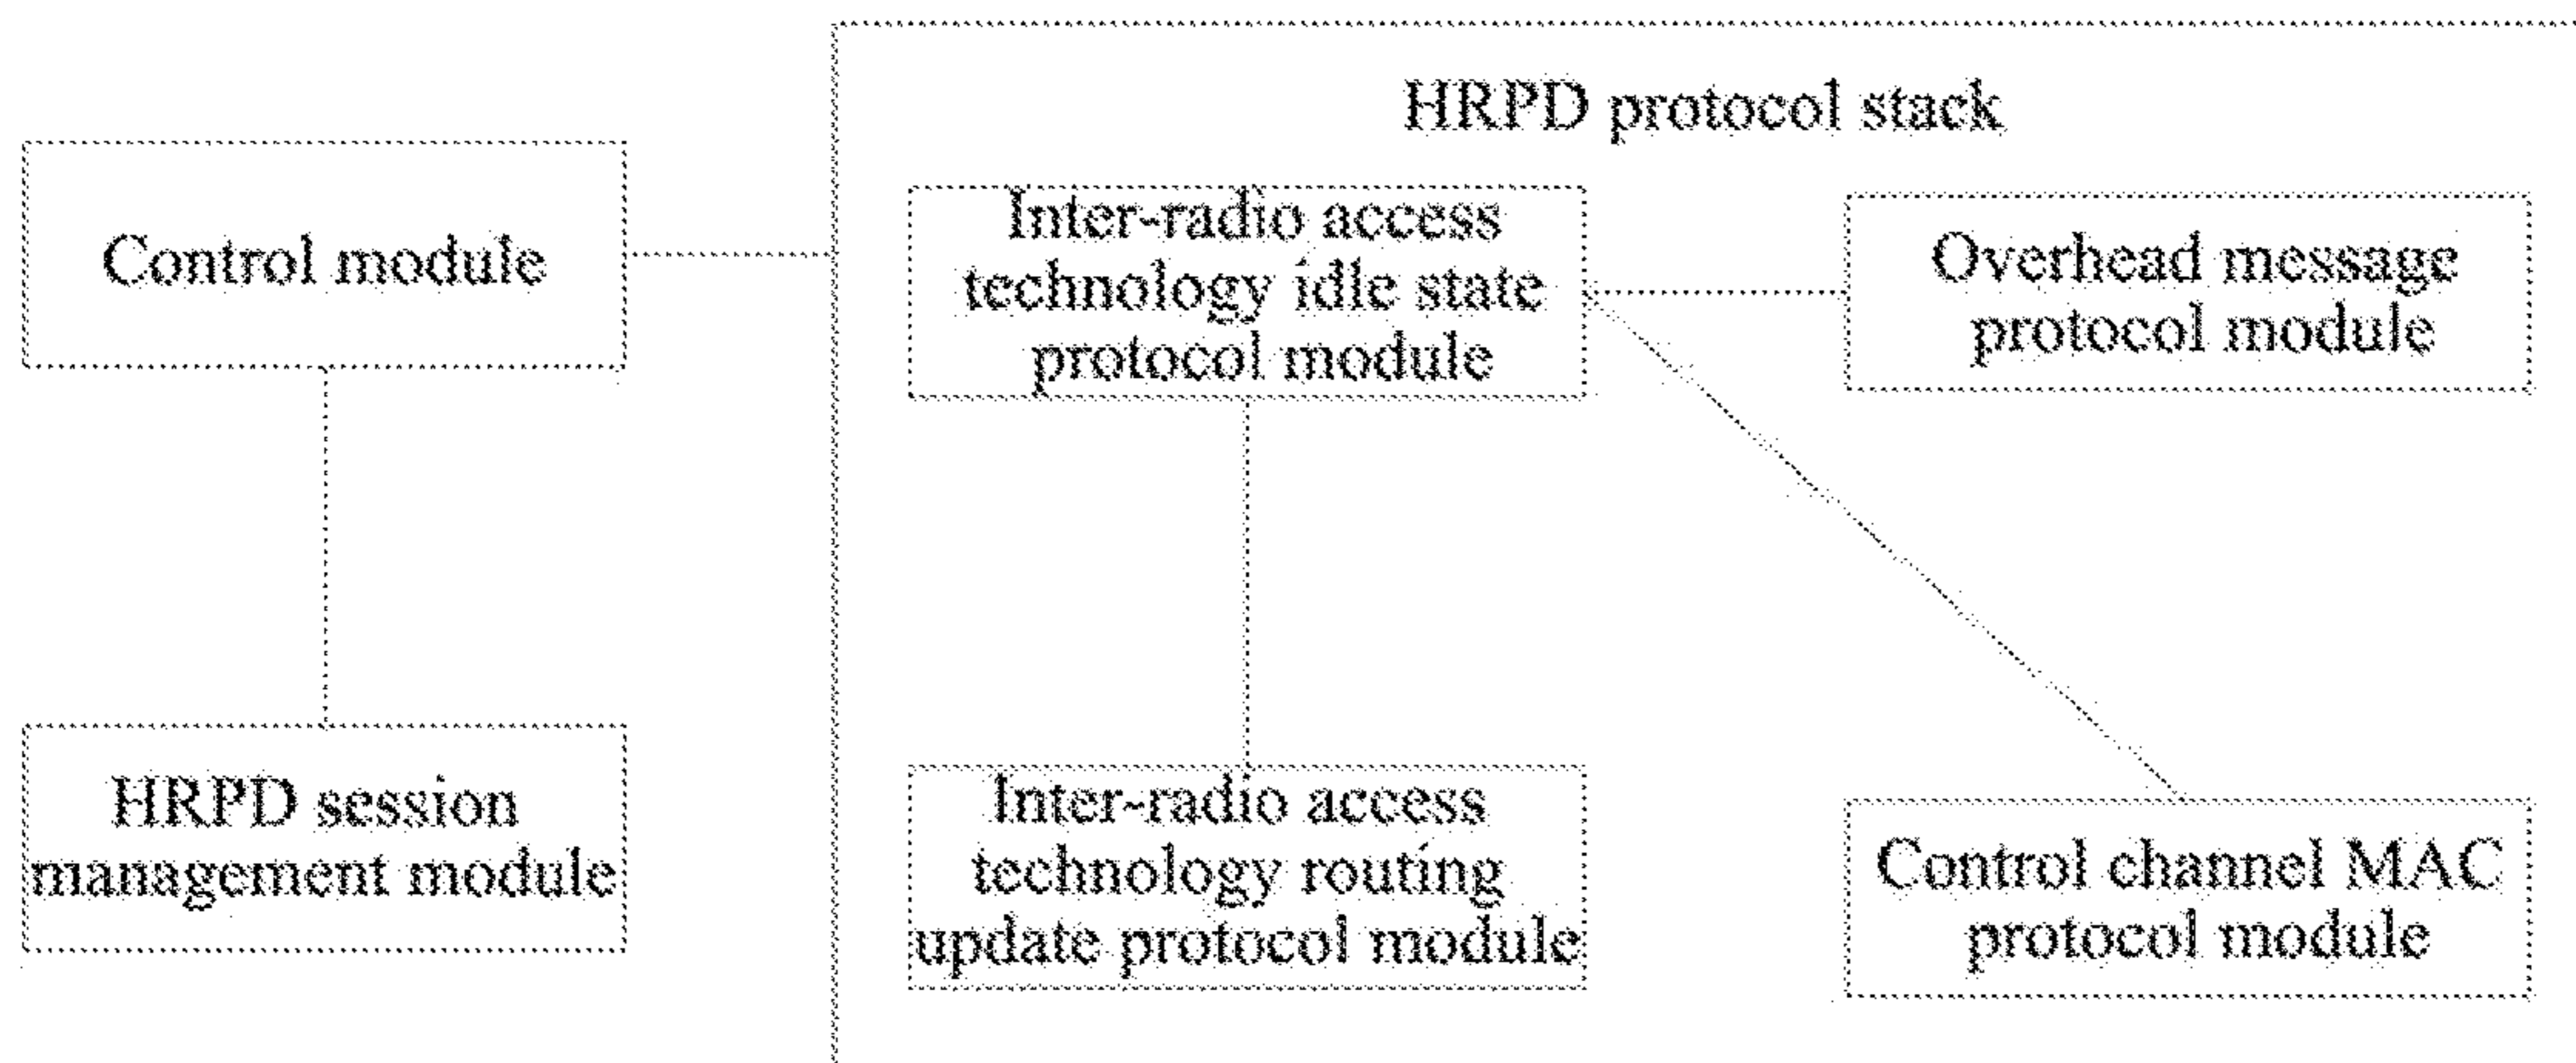 HRPD protocol stack
Control module
Inter-radio access
technology idle state
protocol module
Overhead message
protocol module
HRPD session
management module
Inter-radio access
technology routing
update protocol module
Control channel MAC
protocol module